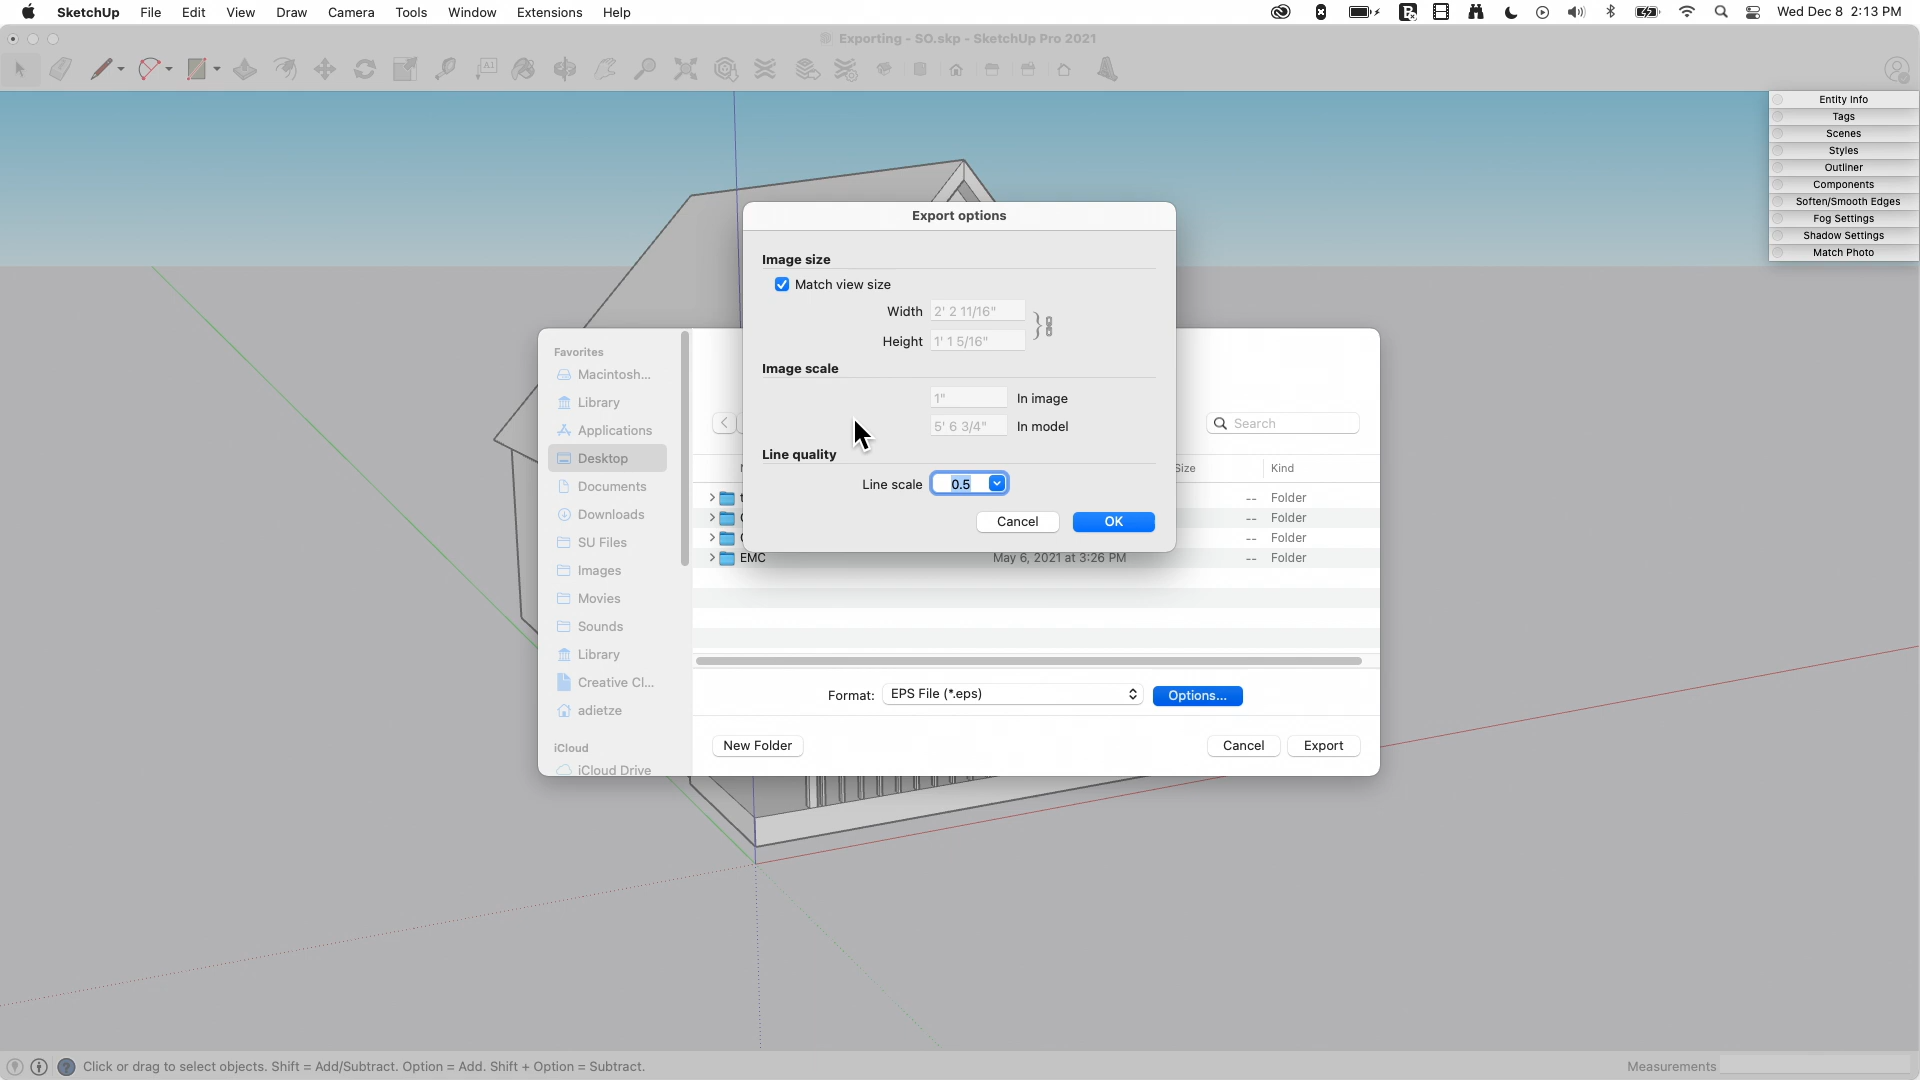 SketchUp File Edit View Draw Camera Tools Window Extensions Help Wed Dec 8 2:13 PM
Exporting - SO.skp - SketchUp Pro 2021
Entity Info
Tags
Scenes
Styles
Outliner
Components
Soften/Smooth Edges
Fog Settings
Shadow Settings
Match Photo
Export options
Image size
Match view size
Width 2' 2 11/16"
Height 1' 1 5/16"
Image scale
1" In image
5' 6 3/4" In model
Line quality
Line scale 0.5
Cancel OK
Favorites
Macintosh...
Library
Applications
Desktop
Documents
Downloads
SU Files
Images
Movies
Sounds
Library
Creative Cl...
adietze
iCloud
iCloud Drive
Search
Size Kind
-- Folder
-- Folder
-- Folder
EMC May 6, 2021 at 3:26 PM -- Folder
Format: EPS File (*.eps) Options...
New Folder Cancel Export
Click or drag to select objects. Shift = Add/Subtract. Option = Add. Shift + Option = Subtract. Measurements